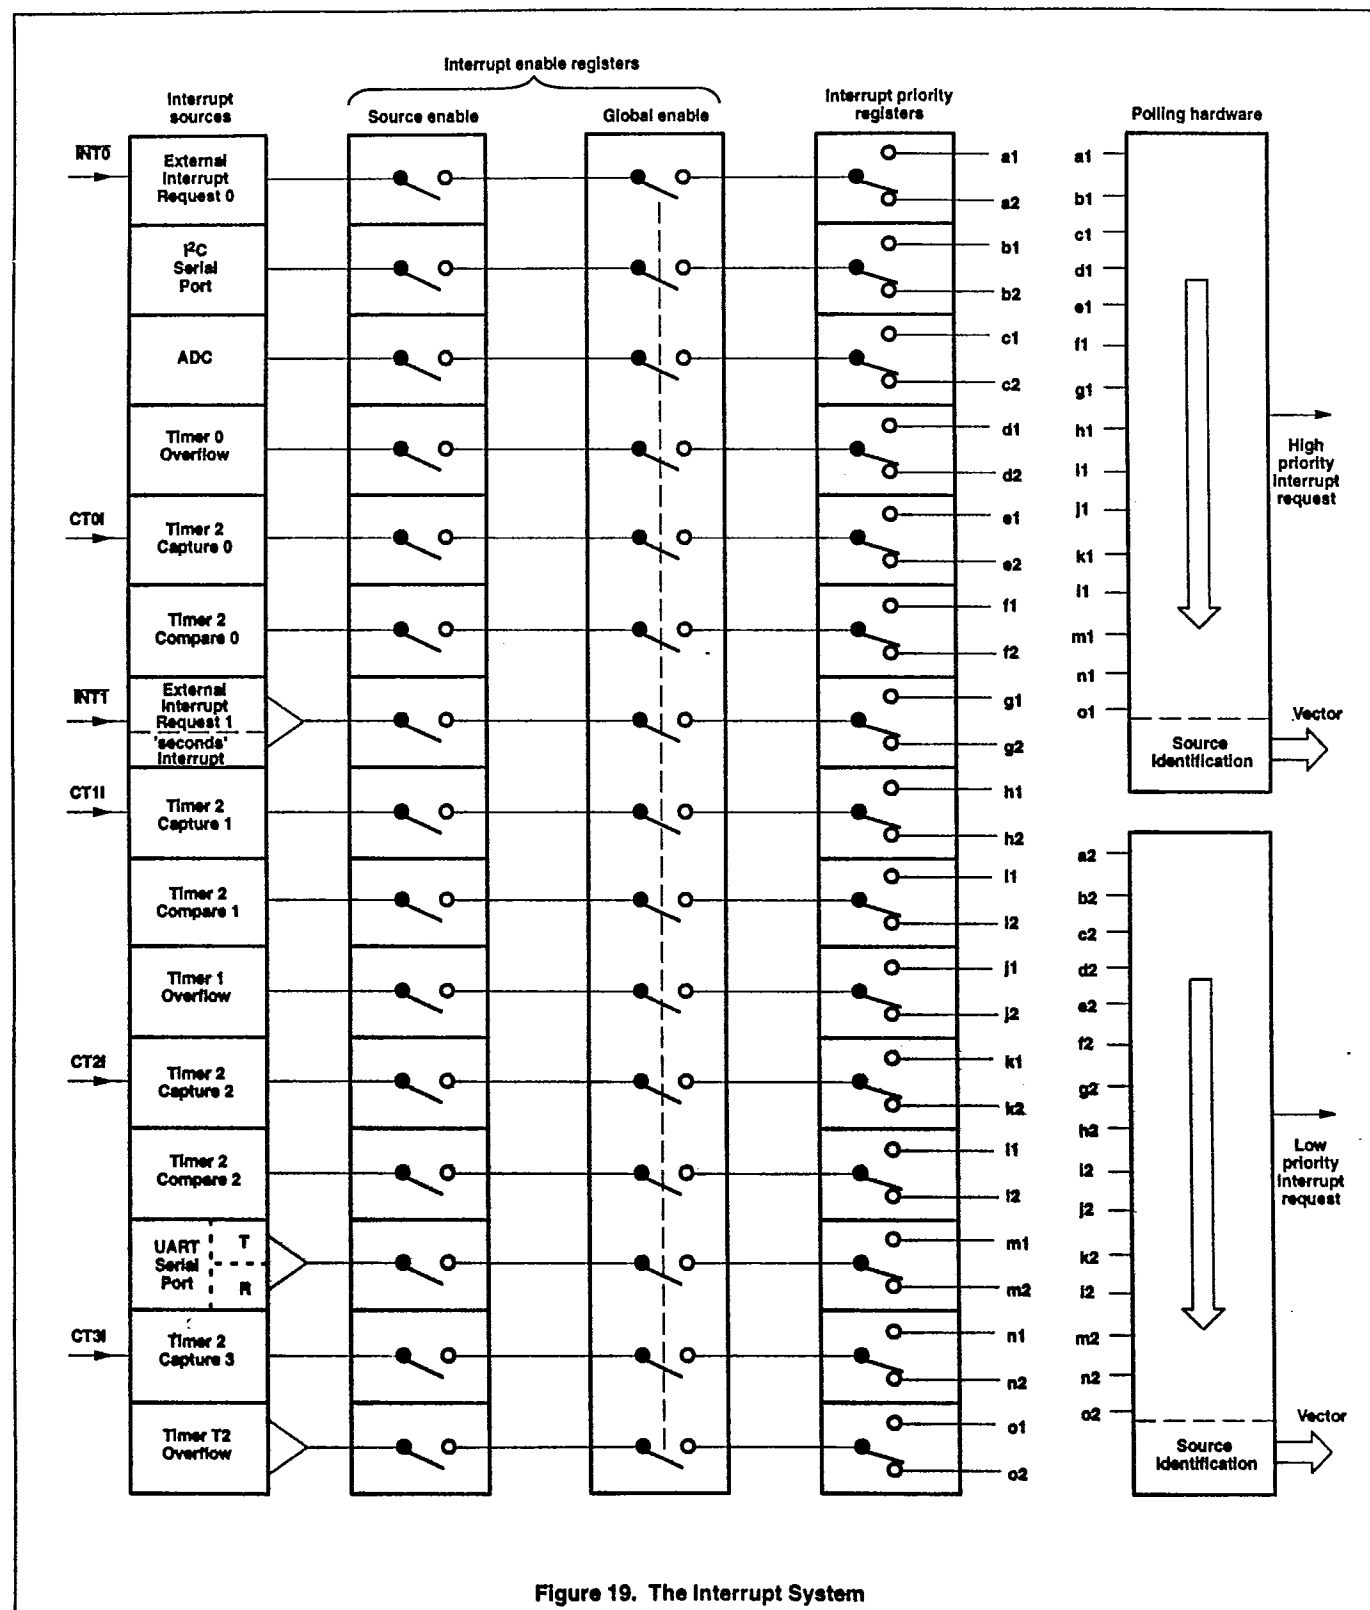 Interrupt enable registers
Interrupt
sources
Source enable
Global enable
Interrupt priority
registers
Polling hardware
INT0
External
Interrupt
Request 0
a1
a2
I²C
Serial
Port
b1
b2
ADC
c1
c2
Timer 0
Overflow
d1
d2
CT0I
Timer 2
Capture 0
e1
e2
Timer 2
Compare 0
f1
f2
INT1
External
Interrupt
Request 1
'seconds'
Interrupt
g1
g2
CT1I
Timer 2
Capture 1
h1
h2
Timer 2
Compare 1
i1
i2
Timer 1
Overflow
j1
j2
CT2I
Timer 2
Capture 2
k1
k2
Timer 2
Compare 2
l1
l2
UART
Serial
Port
T
R
m1
m2
CT3I
Timer 2
Capture 3
n1
n2
Timer T2
Overflow
o1
o2
a1
b1
c1
d1
e1
f1
g1
h1
i1
j1
k1
l1
m1
n1
o1
High
priority
interrupt
request
Source
identification
Vector
a2
b2
c2
d2
e2
f2
g2
h2
i2
j2
k2
l2
m2
n2
o2
Low
priority
interrupt
request
Source
identification
Vector
Figure 19. The Interrupt System